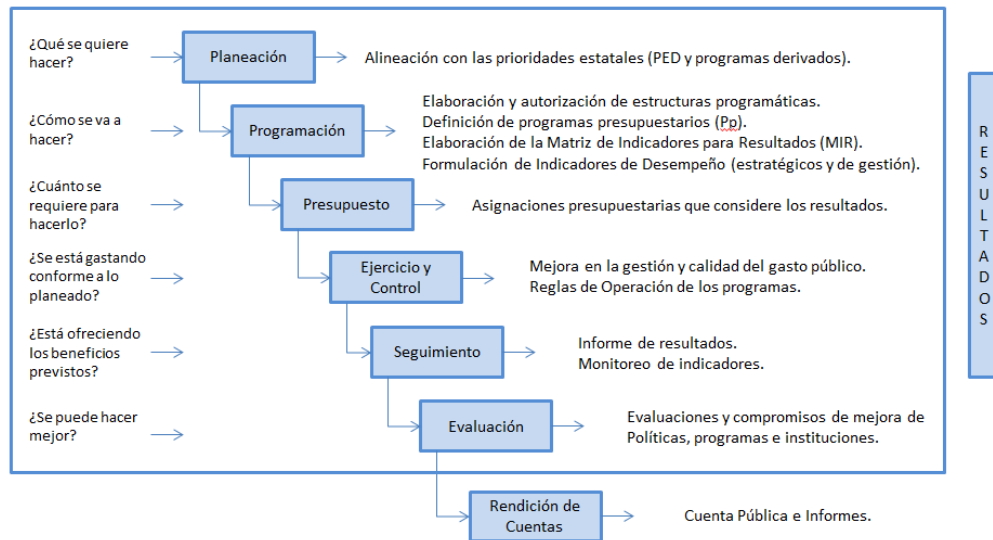 ¿Qué se quiere
hacer?
Planeación
Alineación con las prioridades estatales (PED y programas derivados).
¿Cómo se va a
hacer?
Programación
Elaboración y autorización de estructuras programáticas.
Definición de programas presupuestarios (Pp).
Elaboración de la Matriz de Indicadores para Resultados (MIR).
Formulación de Indicadores de Desempeño (estratégicos y de gestión).
¿Cuánto se
requiere para
hacerlo?
Presupuesto
Asignaciones presupuestarias que considere los resultados.
¿Se está gastando
conforme a lo
planeado?
Ejercicio y
Control
Mejora en la gestión y calidad del gasto público.
Reglas de Operación de los programas.
¿Está ofreciendo
los beneficios
previstos?
Seguimiento
Informe de resultados.
Monitoreo de indicadores.
¿Se puede hacer
mejor?
Evaluación
Evaluaciones y compromisos de mejora de
Políticas, programas e instituciones.
Rendición de
Cuentas
Cuenta Pública e Informes.
RESULTADOS